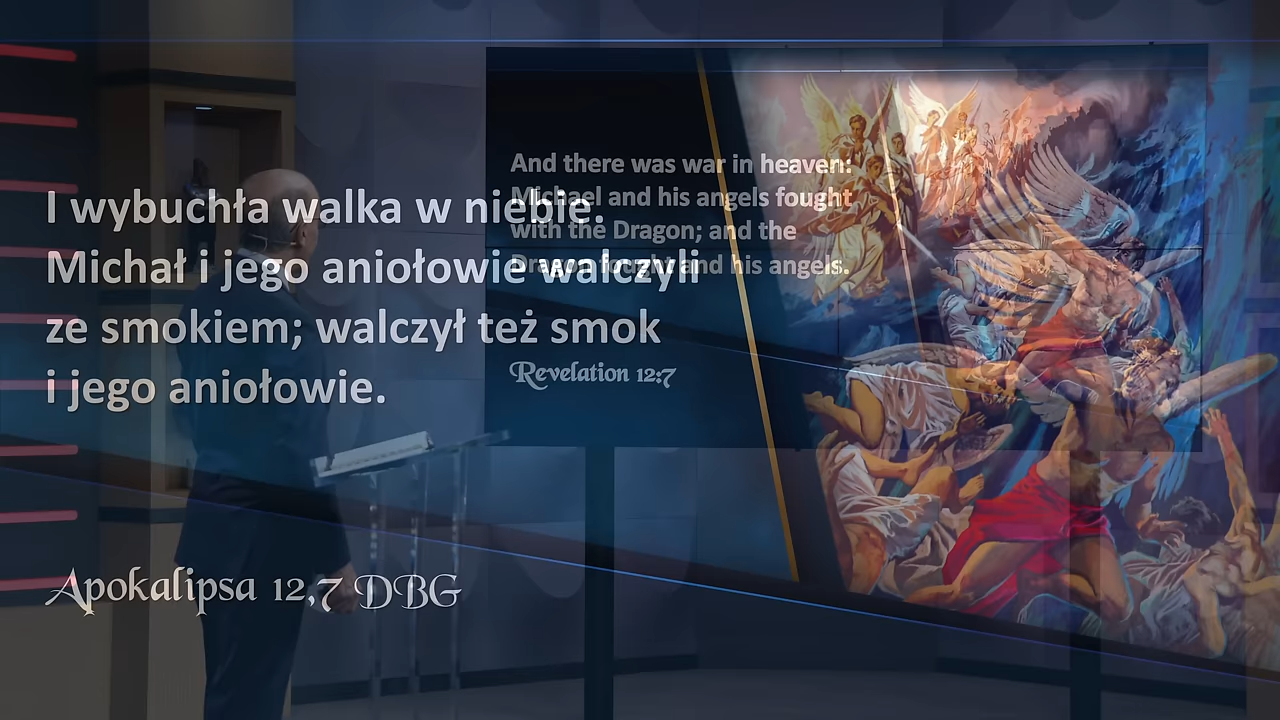 I wybuchła walka w niebie.
Michał i jego aniołowie walczyli
ze smokiem; walczył też smok
i jego aniołowie.
Apokalipsa 12,7 DBG
And there was war in heaven:
Michael and his angels fought
with the Dragon; and the
Dragon fought and his angels.
Revelation 12:7